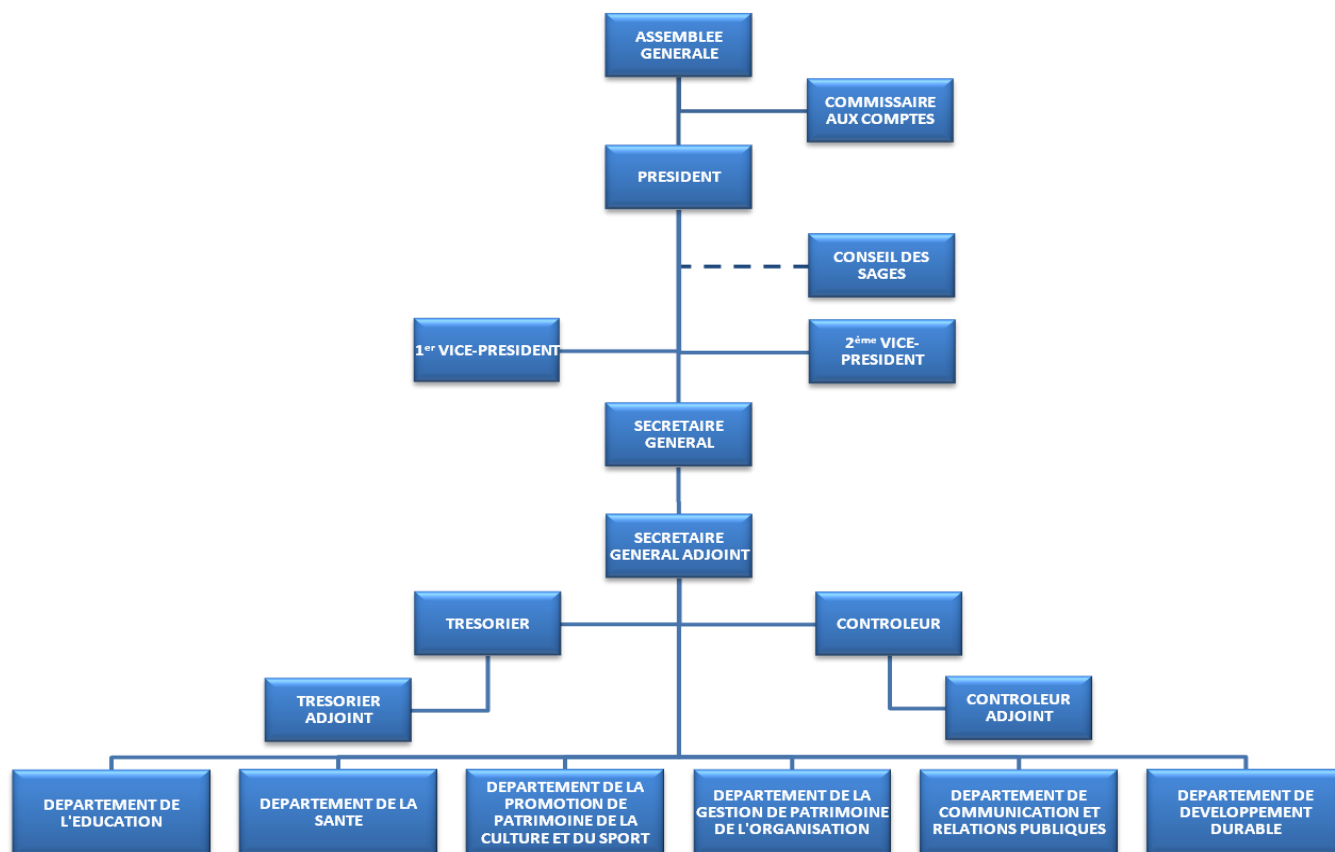 ASSEMBLEE
GENERALE
COMMISSAIRE
AUX COMPTES
PRESIDENT
CONSEIL DES
SAGES
1er VICE-PRESIDENT
2ème VICE-
PRESIDENT
SECRETAIRE
GENERAL
SECRETAIRE
GENERAL ADJOINT
TRESORIER
CONTROLEUR
TRESORIER
ADJOINT
CONTROLEUR
ADJOINT
DEPARTEMENT DE
L'EDUCATION
DEPARTEMENT DE LA
SANTE
DEPARTEMENT DE LA
PROMOTION DE
PATRIMOINE DE LA
CULTURE ET DU SPORT
DEPARTEMENT DE LA
GESTION DE PATRIMOINE
DE L'ORGANISATION
DEPARTEMENT DE
COMMUNICATION ET
RELATIONS PUBLIQUES
DEPARTEMENT DE
DEVELOPPEMENT
DURABLE